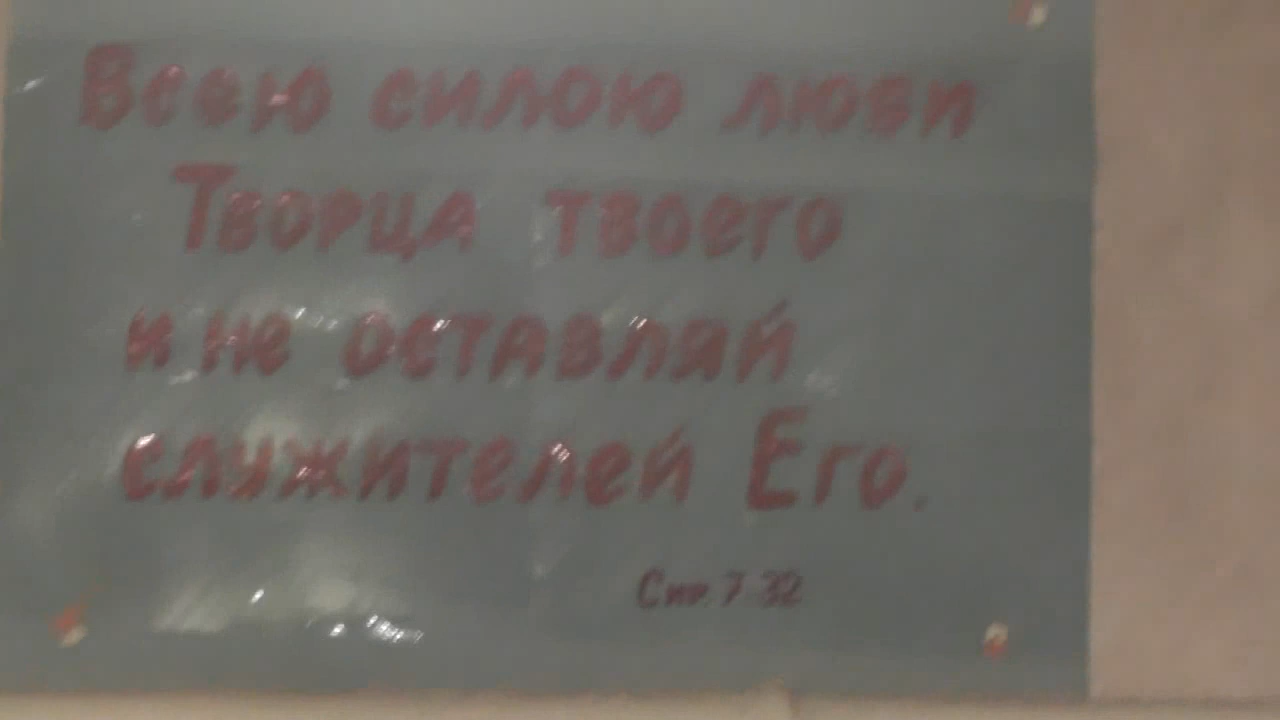 Всею силою люби
Творца твоего
и не оставляй
служителей Его.
Сир. 7 32